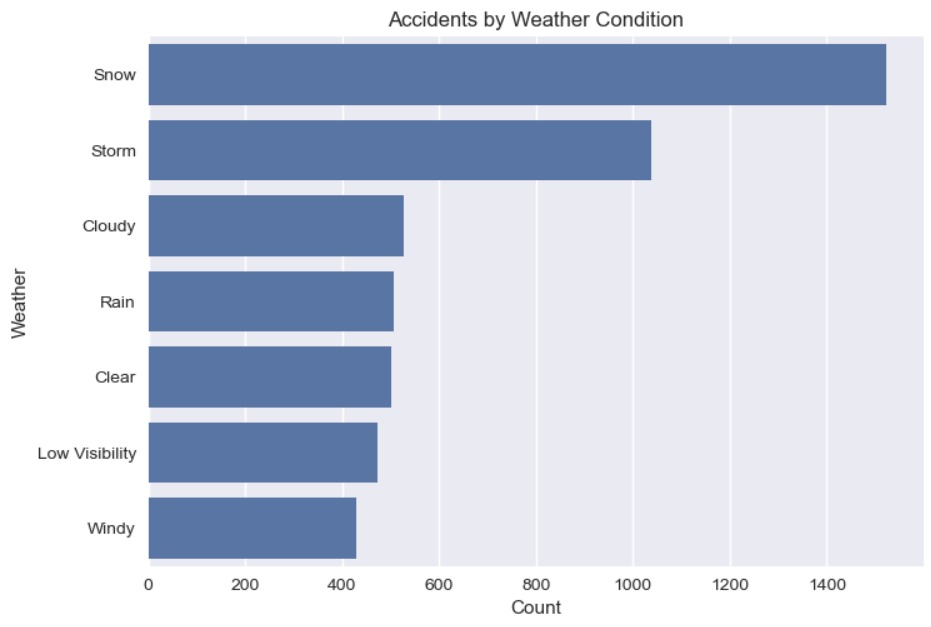 Accidents by Weather Condition
Weather
Snow
Storm
Cloudy
Rain
Clear
Low Visibility
Windy
0 200 400 600 800 1000 1200 1400
Count